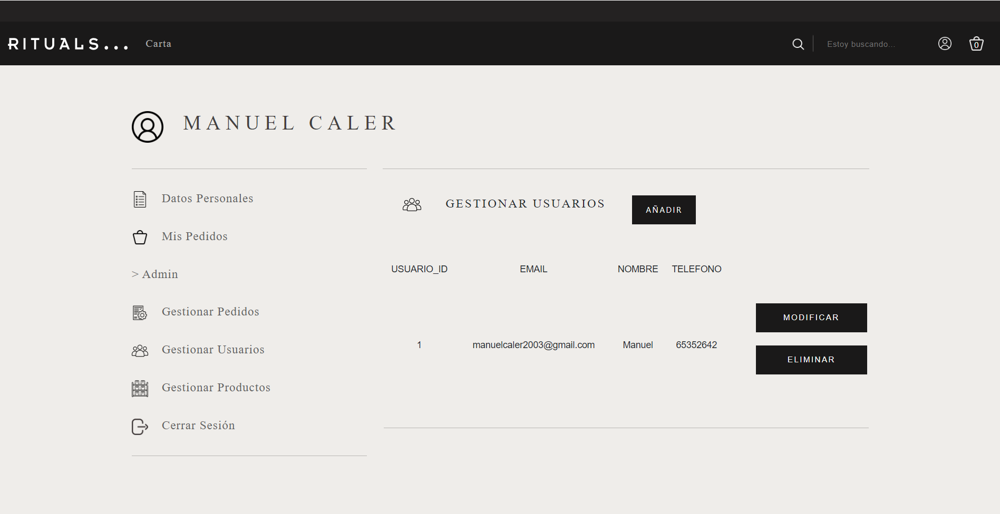 RITUALS...
Carta
Estoy buscando...
0
MANUEL CALER
Datos Personales
Mis Pedidos
> Admin
Gestionar Pedidos
Gestionar Usuarios
Gestionar Productos
Cerrar Sesión
GESTIONAR USUARIOS
AÑADIR
USUARIO_ID EMAIL NOMBRE TELEFONO
1 manuelcaler2003@gmail.com Manuel 65352642
MODIFICAR
ELIMINAR